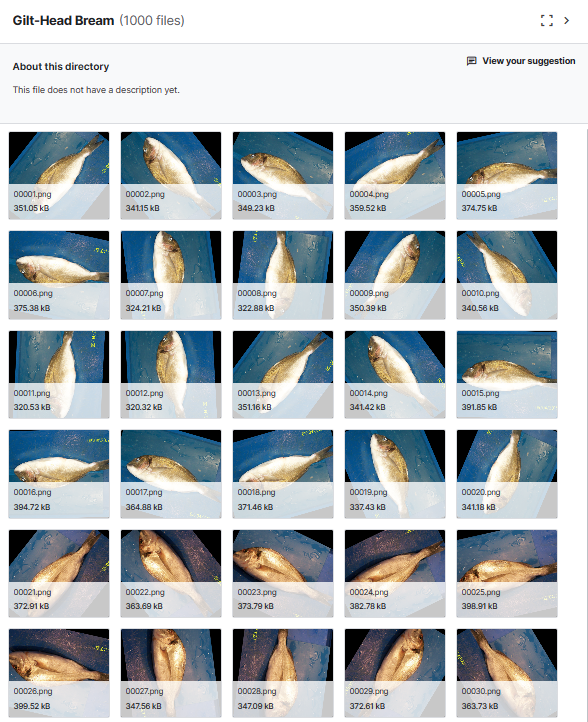 Gilt-Head Bream (1000 files)
About this directory
View your suggestion
This file does not have a description yet.
00001.png
351.05 kB
00002.png
341.15 kB
00003.png
349.23 kB
00004.png
359.52 kB
00005.png
374.75 kB
00006.png
375.38 kB
00007.png
324.21 kB
00008.png
322.88 kB
00009.png
350.39 kB
00010.png
340.56 kB
00011.png
320.53 kB
00012.png
320.32 kB
00013.png
351.16 kB
00014.png
341.42 kB
00015.png
391.85 kB
00016.png
394.72 kB
00017.png
364.88 kB
00018.png
371.46 kB
00019.png
337.43 kB
00020.png
341.18 kB
00021.png
372.91 kB
00022.png
363.69 kB
00023.png
373.79 kB
00024.png
382.78 kB
00025.png
398.91 kB
00026.png
399.52 kB
00027.png
347.56 kB
00028.png
347.09 kB
00029.png
372.61 kB
00030.png
363.73 kB